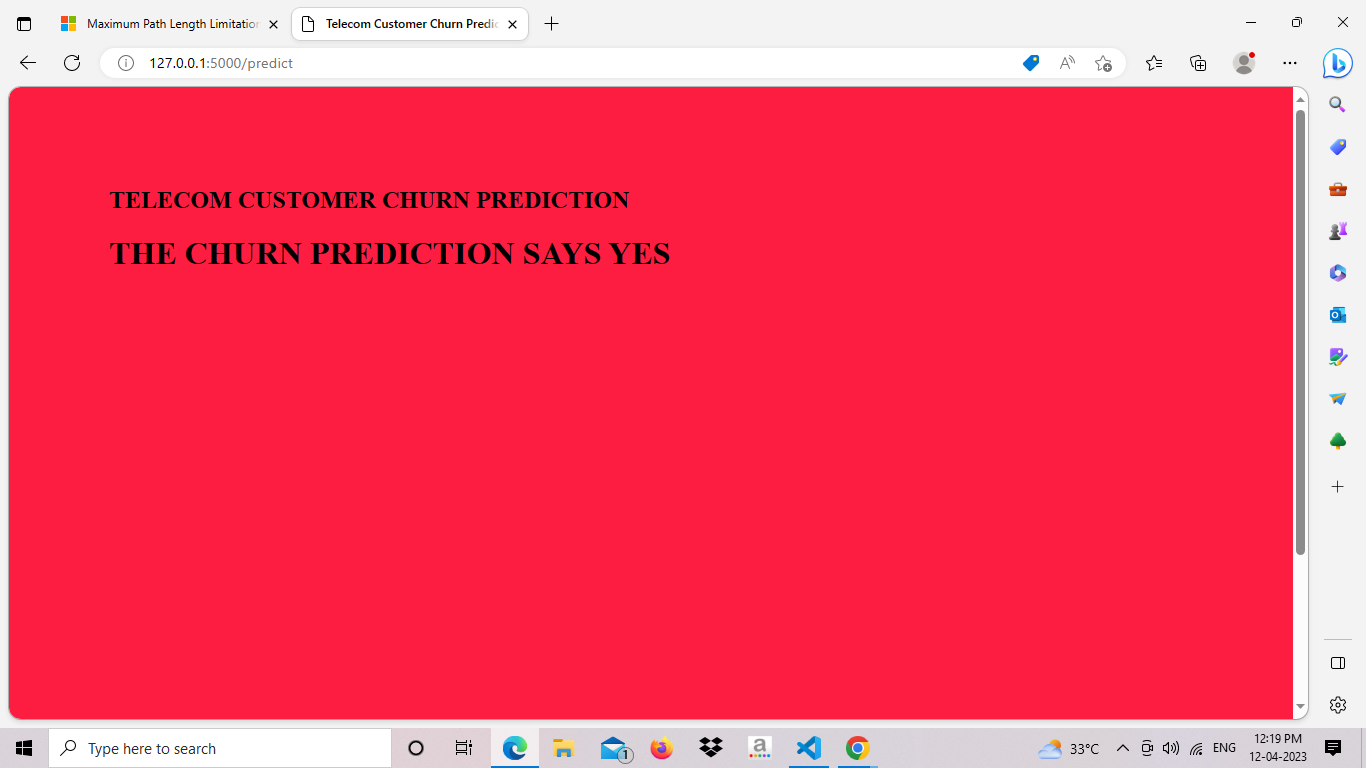 Maximum Path Length Limitation
Telecom Customer Churn Predic
127.0.0.1:5000/predict
TELECOM CUSTOMER CHURN PREDICTION
THE CHURN PREDICTION SAYS YES
Type here to search
1
33°C
ENG
12:19 PM
12-04-2023